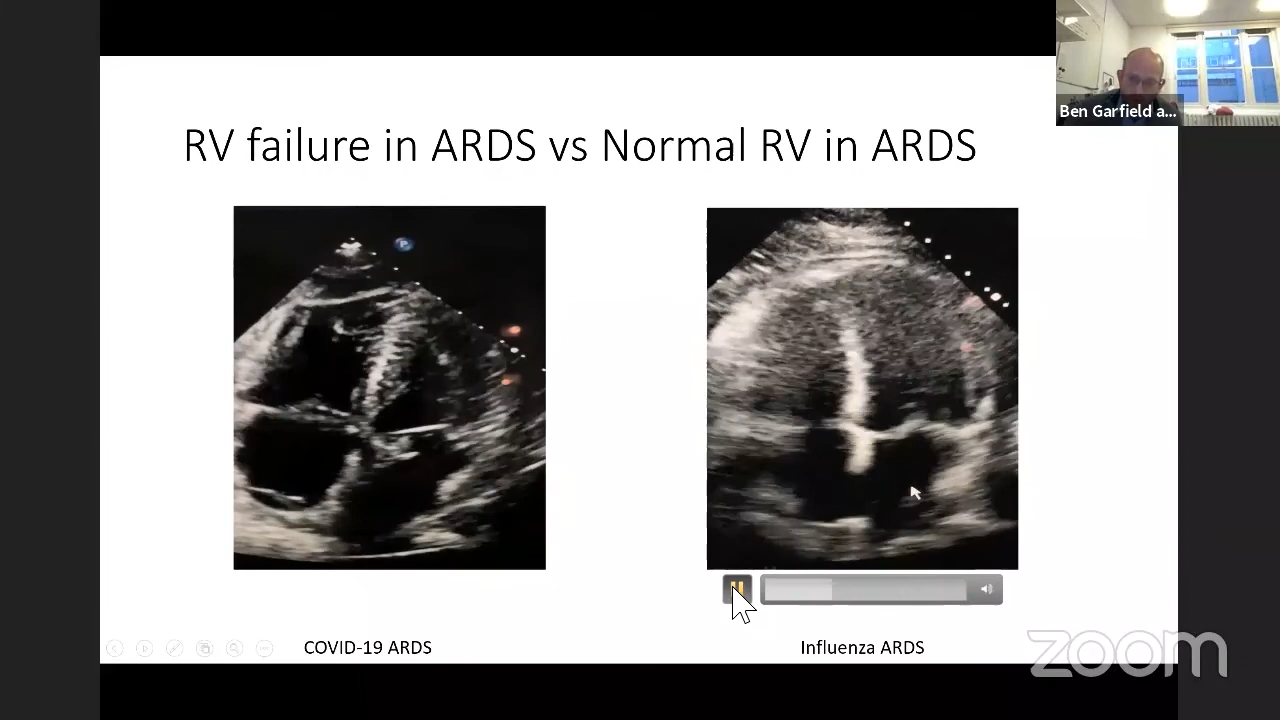 RV failure in ARDS vs Normal RV in ARDS
Ben Garfield a...
P
COVID-19 ARDS
Influenza ARDS
zoom